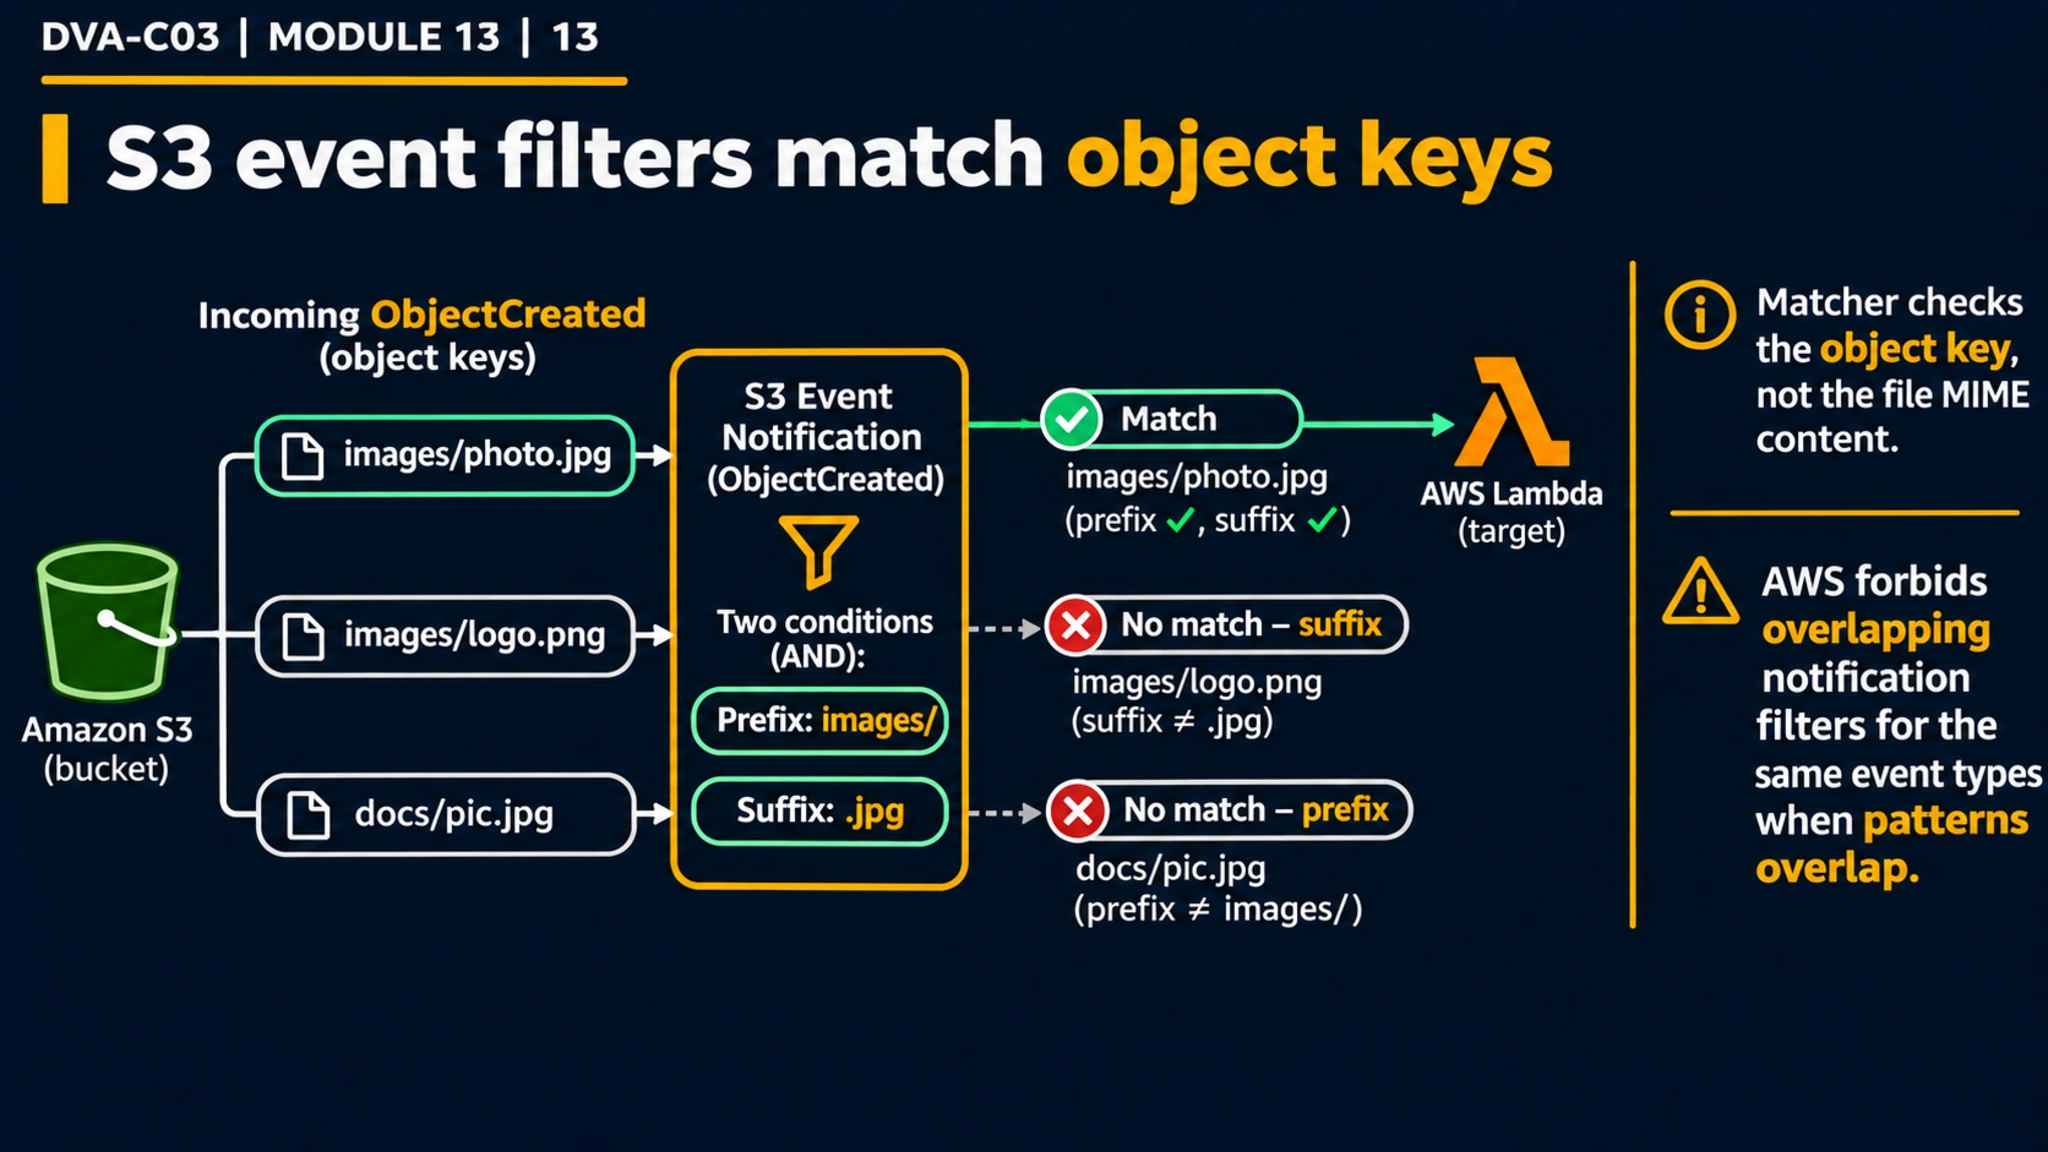 DVA-C03 | MODULE 13 | 13
S3 event filters match object keys
Incoming ObjectCreated
(object keys)
images/photo.jpg
images/logo.png
docs/pic.jpg
Amazon S3
(bucket)
S3 Event
Notification
(ObjectCreated)
Two conditions
(AND):
Prefix: images/
Suffix: .jpg
Match
images/photo.jpg
(prefix ✓, suffix ✓)
No match – suffix
images/logo.png
(suffix ≠ .jpg)
No match – prefix
docs/pic.jpg
(prefix ≠ images/)
AWS Lambda
(target)
Matcher checks
the object key,
not the file MIME
content.
AWS forbids
overlapping
notification
filters for the
same event types
when patterns
overlap.